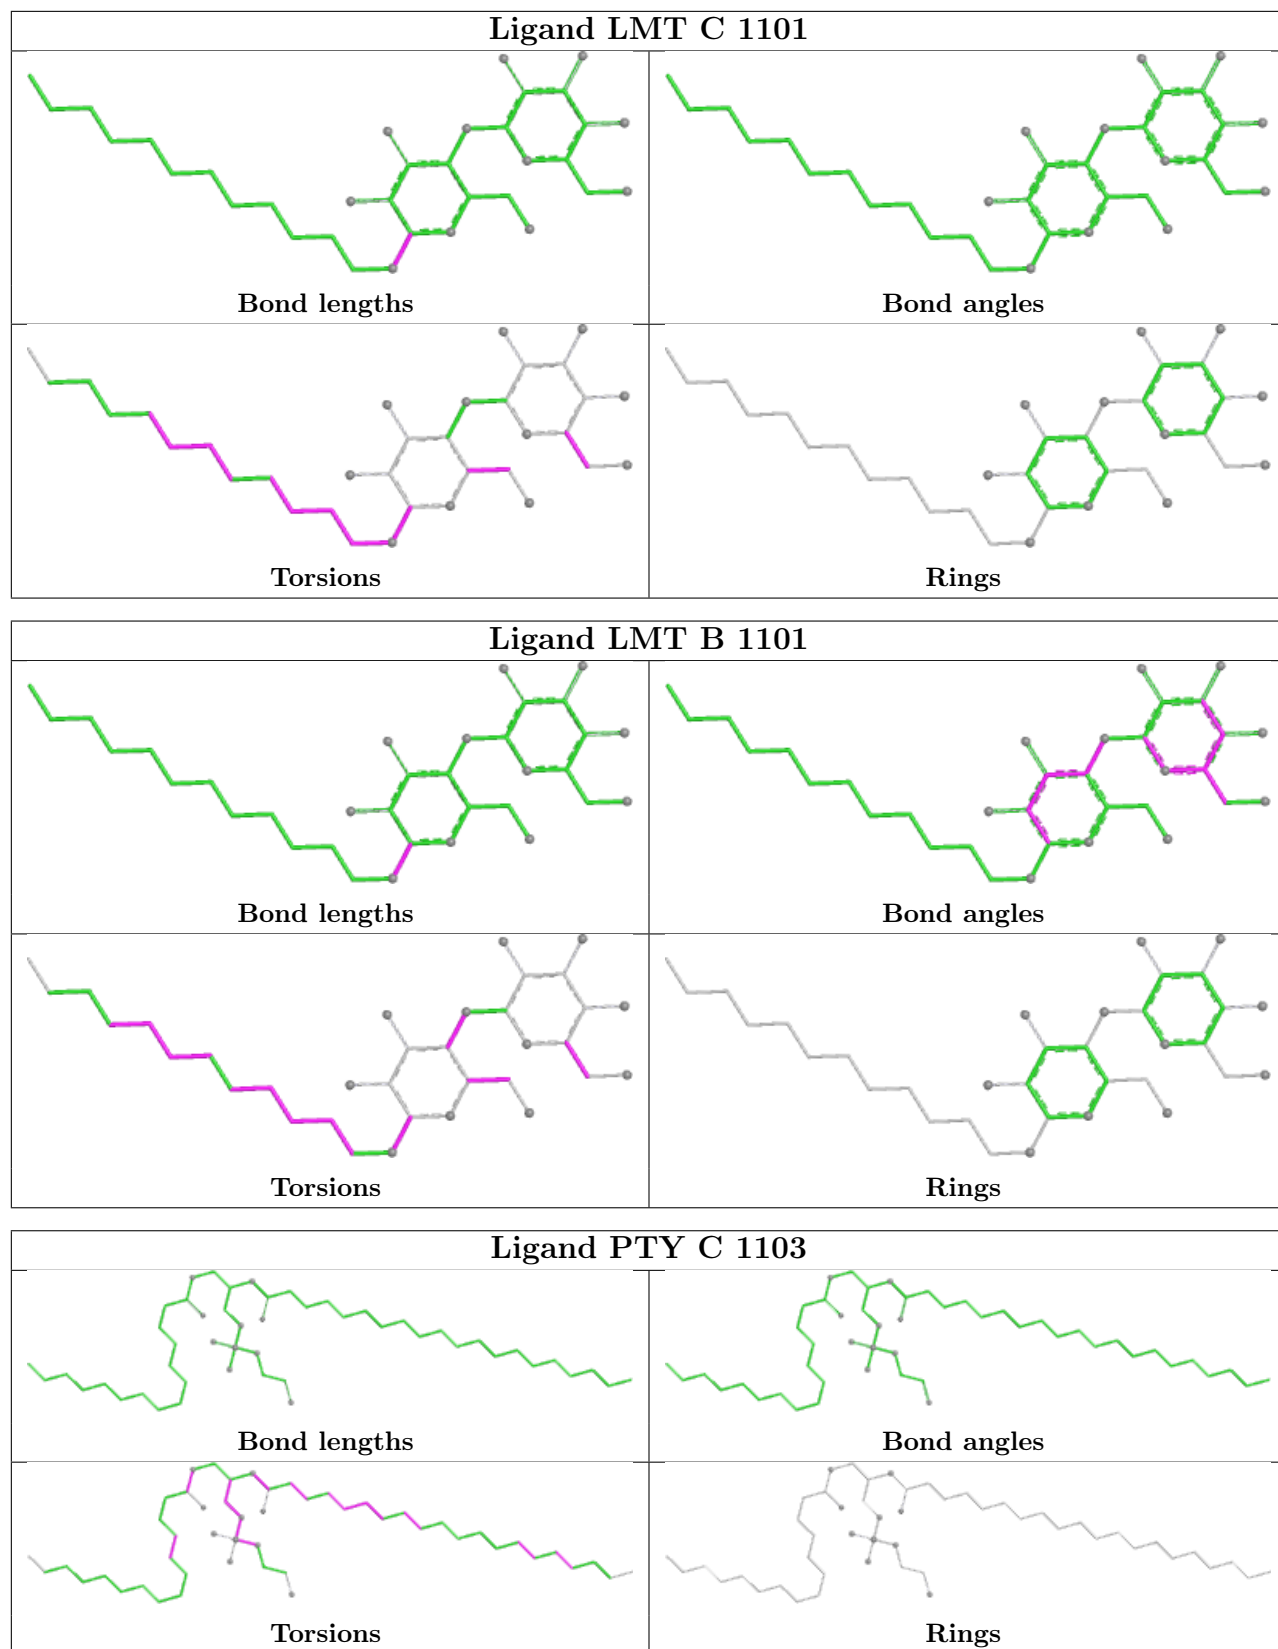 Ligand LMT C 1101
Bond lengths
Bond angles
Torsions
Rings
Ligand LMT B 1101
Bond lengths
Bond angles
Torsions
Rings
Ligand PTY C 1103
Bond lengths
Bond angles
Torsions
Rings